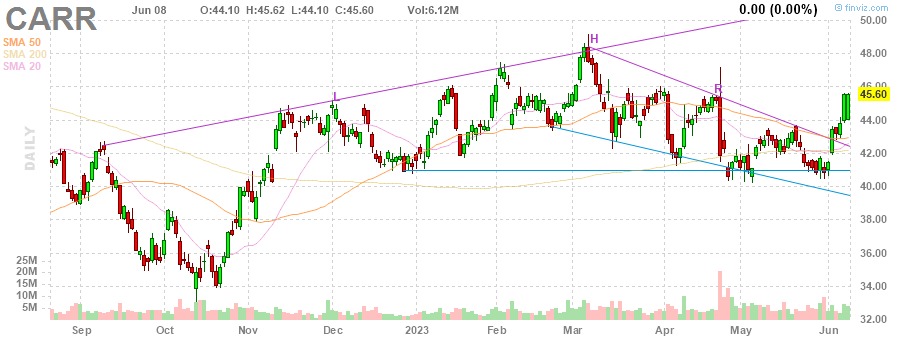 CARR Jun 08 O:44.10 H:45.62 L:44.10 C:45.60 Vol:6.12M 0.00 (0.00%) © finviz.com
SMA 50
SMA 200
SMA 20
DAILY
50.00
48.00
46.00
45.60
44.00
42.00
40.00
38.00
36.00
34.00
32.00
25M
20M
15M
10M
5M
L
H
R
Sep Oct Nov Dec 2023 Feb Mar Apr May Jun